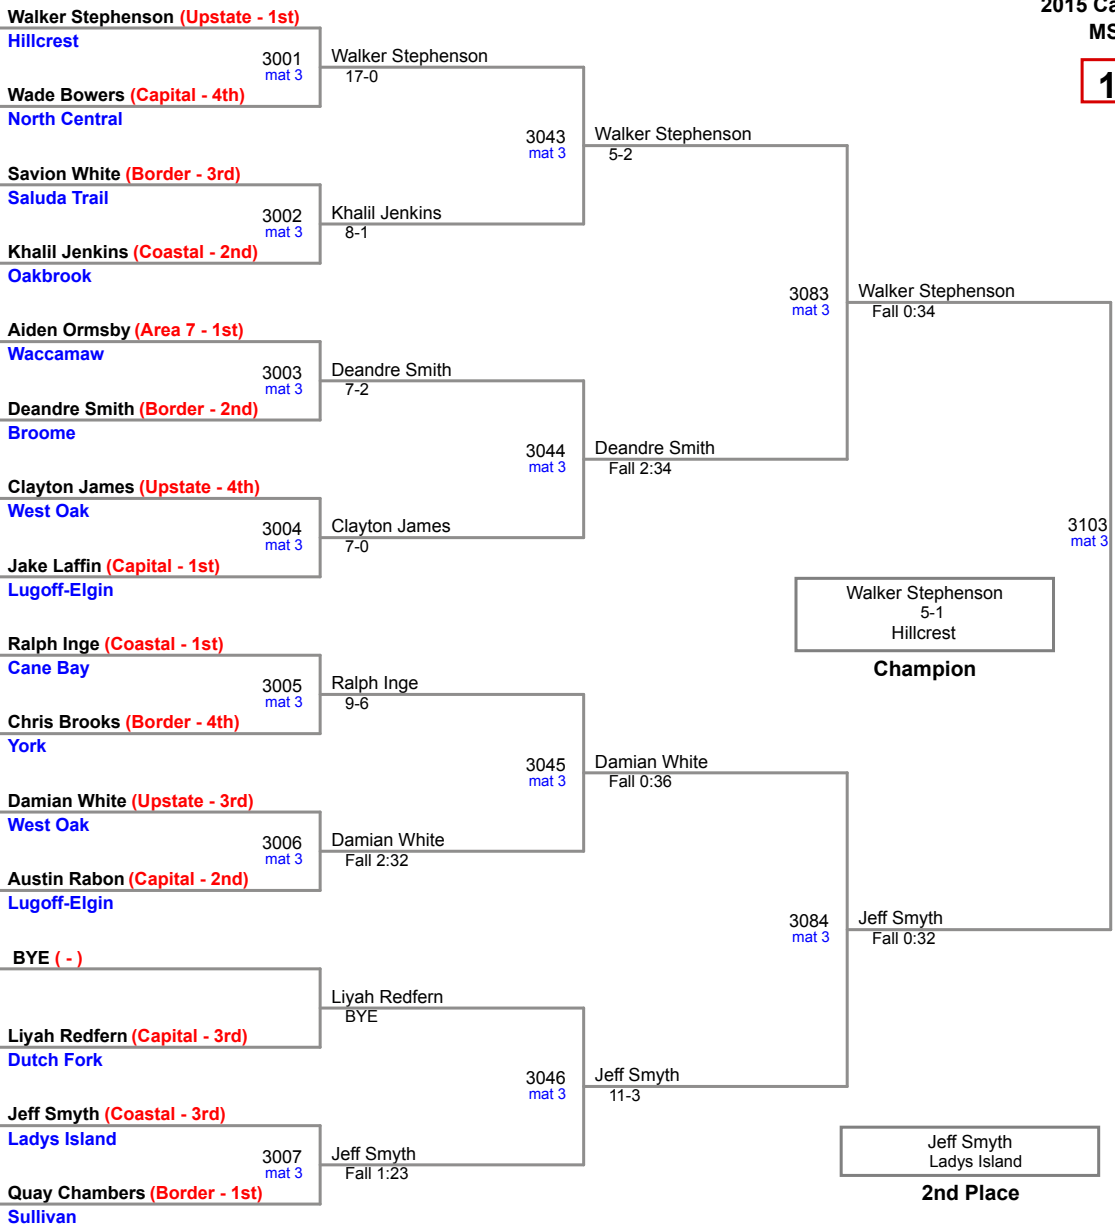 2015 Ca
MS
1
Walker Stephenson (Upstate - 1st)
Hillcrest
3001
mat 3
Walker Stephenson
17-0
Wade Bowers (Capital - 4th)
North Central
3043
mat 3
Walker Stephenson
5-2
Savion White (Border - 3rd)
Saluda Trail
3002
mat 3
Khalil Jenkins
8-1
Khalil Jenkins (Coastal - 2nd)
Oakbrook
3083
mat 3
Walker Stephenson
Fall 0:34
Aiden Ormsby (Area 7 - 1st)
Waccamaw
3003
mat 3
Deandre Smith
7-2
Deandre Smith (Border - 2nd)
Broome
3044
mat 3
Deandre Smith
Fall 2:34
Clayton James (Upstate - 4th)
West Oak
3004
mat 3
Clayton James
7-0
Jake Laffin (Capital - 1st)
Lugoff-Elgin
3103
mat 3
Walker Stephenson
5-1
Hillcrest
Champion
Ralph Inge (Coastal - 1st)
Cane Bay
3005
mat 3
Ralph Inge
9-6
Chris Brooks (Border - 4th)
York
3045
mat 3
Damian White
Fall 0:36
Damian White (Upstate - 3rd)
West Oak
3006
mat 3
Damian White
Fall 2:32
Austin Rabon (Capital - 2nd)
Lugoff-Elgin
3084
mat 3
Jeff Smyth
Fall 0:32
BYE ( - )
Liyah Redfern
BYE
Liyah Redfern (Capital - 3rd)
Dutch Fork
3046
mat 3
Jeff Smyth
11-3
Jeff Smyth (Coastal - 3rd)
Ladys Island
3007
mat 3
Jeff Smyth
Fall 1:23
Quay Chambers (Border - 1st)
Sullivan
Jeff Smyth
Ladys Island
2nd Place